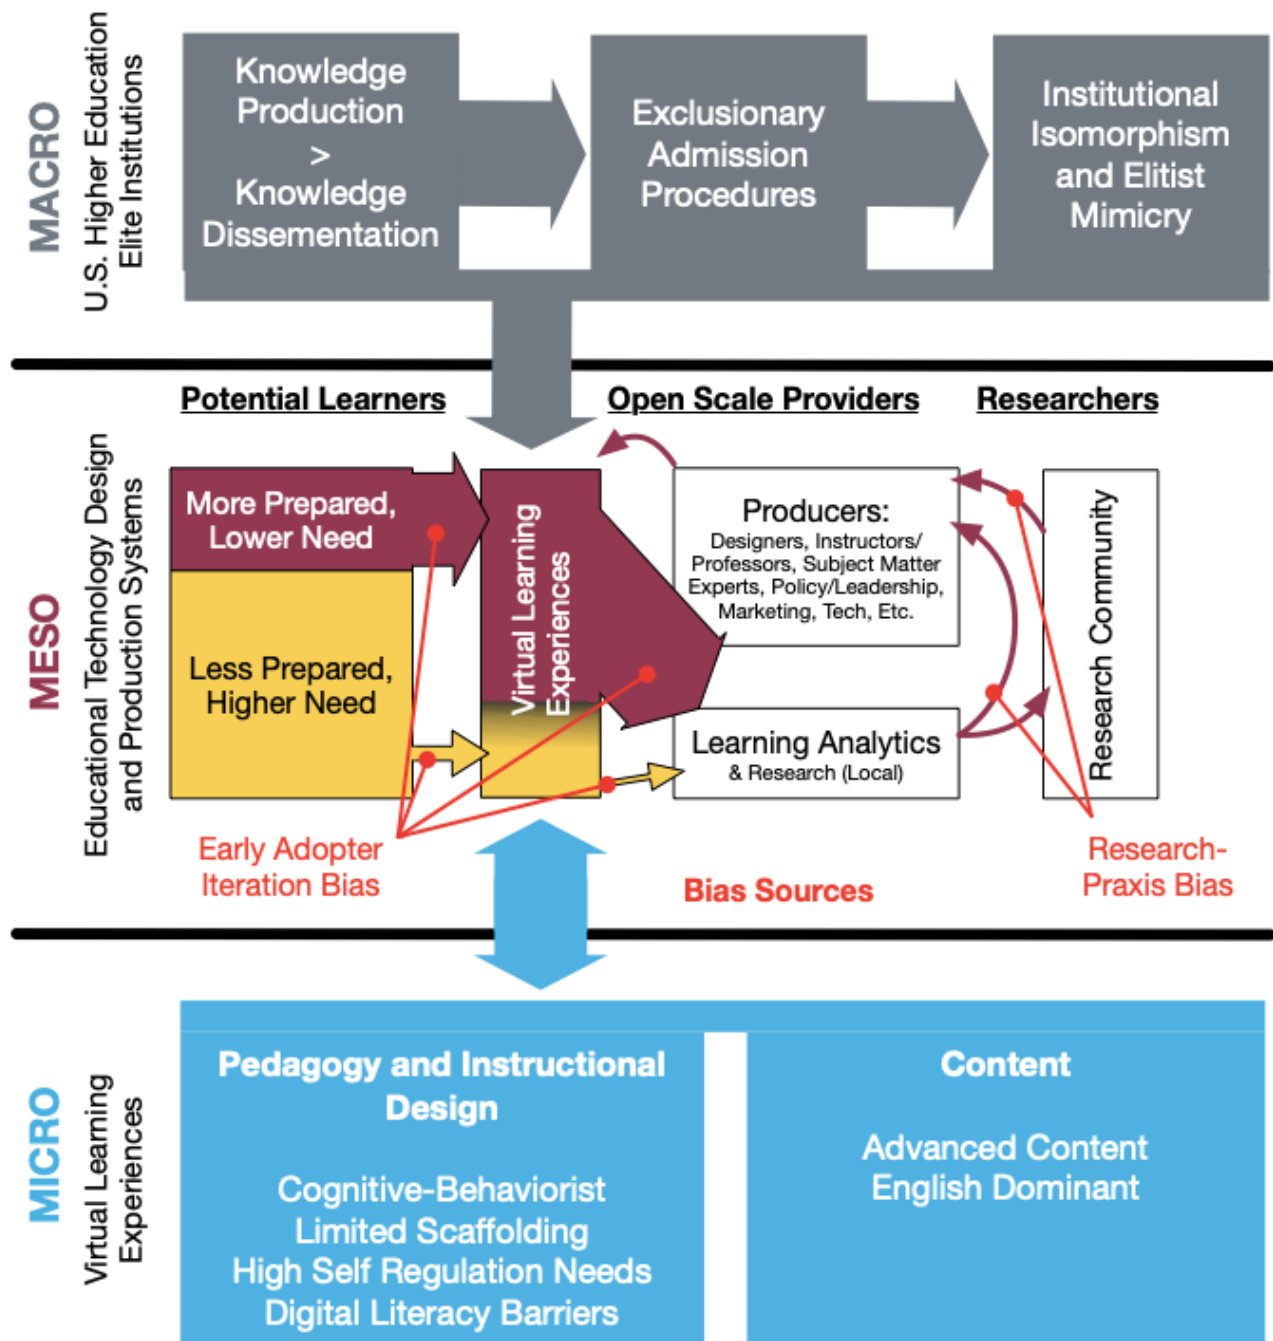 MACRO
U.S. Higher Education
Elite Institutions
Knowledge
Production
>
Knowledge
Dissementation
Exclusionary
Admission
Procedures
Institutional
Isomorphism
and Elitist
Mimicry
MESO
Educational Technology Design
and Production Systems
Potential Learners
Open Scale Providers
Researchers
More Prepared,
Lower Need
Less Prepared,
Higher Need
Virtual Learning
Experiences
Producers:
Designers, Instructors/
Professors, Subject Matter
Experts, Policy/Leadership,
Marketing, Tech, Etc.
Learning Analytics
& Research (Local)
Research Community
Early Adopter
Iteration Bias
Bias Sources
Research-
Praxis Bias
MICRO
Virtual Learning
Experiences
Pedagogy and Instructional
Design
Cognitive-Behaviorist
Limited Scaffolding
High Self Regulation Needs
Digital Literacy Barriers
Content
Advanced Content
English Dominant